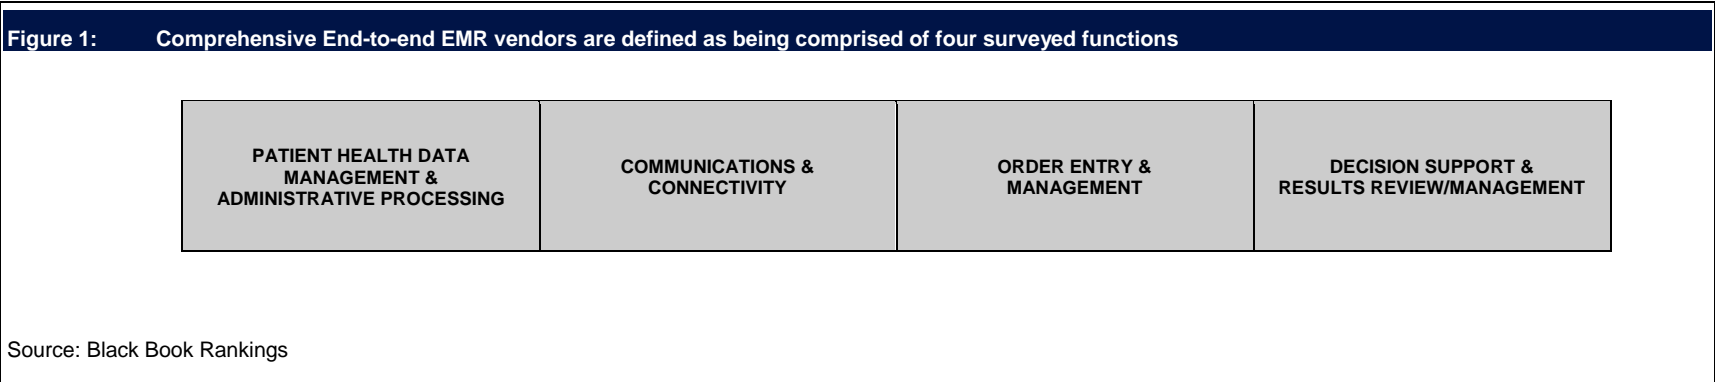 Figure 1: Comprehensive End-to-end EMR vendors are defined as being comprised of four surveyed functions
PATIENT HEALTH DATA
MANAGEMENT &
ADMINISTRATIVE PROCESSING
COMMUNICATIONS &
CONNECTIVITY
ORDER ENTRY &
MANAGEMENT
DECISION SUPPORT &
RESULTS REVIEW/MANAGEMENT
Source: Black Book Rankings